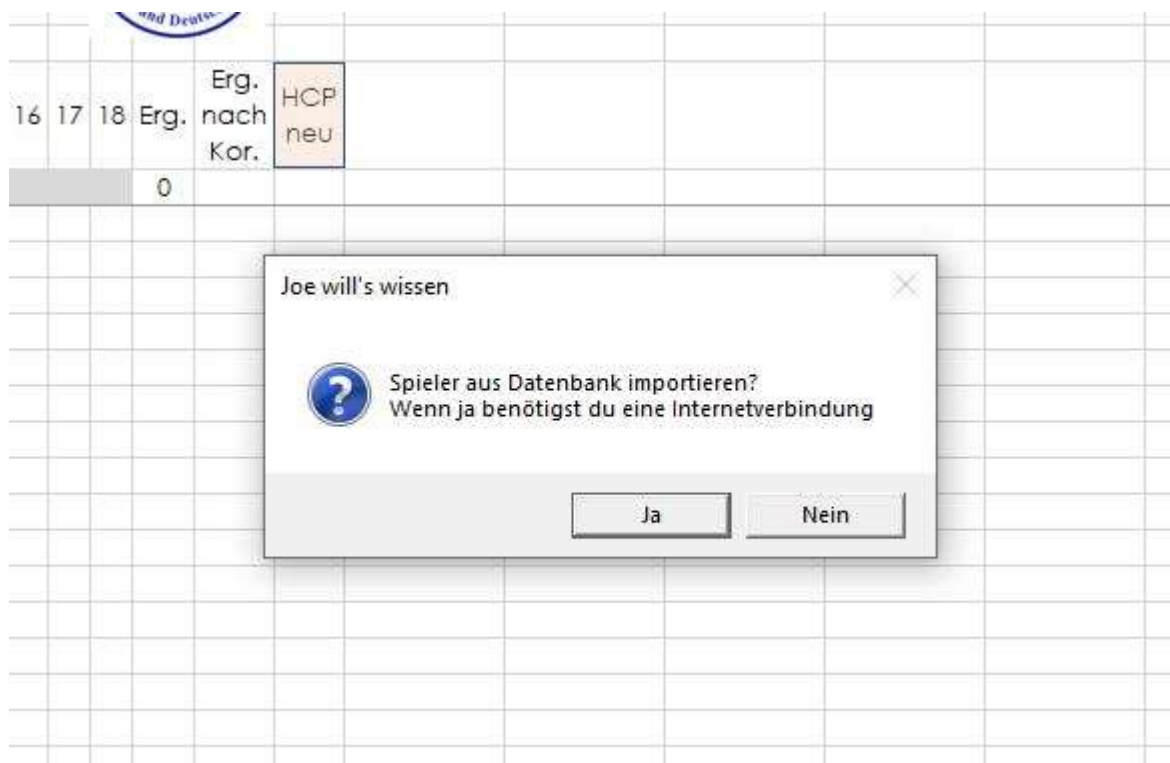 and Deuts
16 17 18 Erg. Erg. nach Kor. HCP neu
0
Joe will's wissen
Spieler aus Datenbank importieren?
Wenn ja benötigst du eine Internetverbindung
Ja Nein